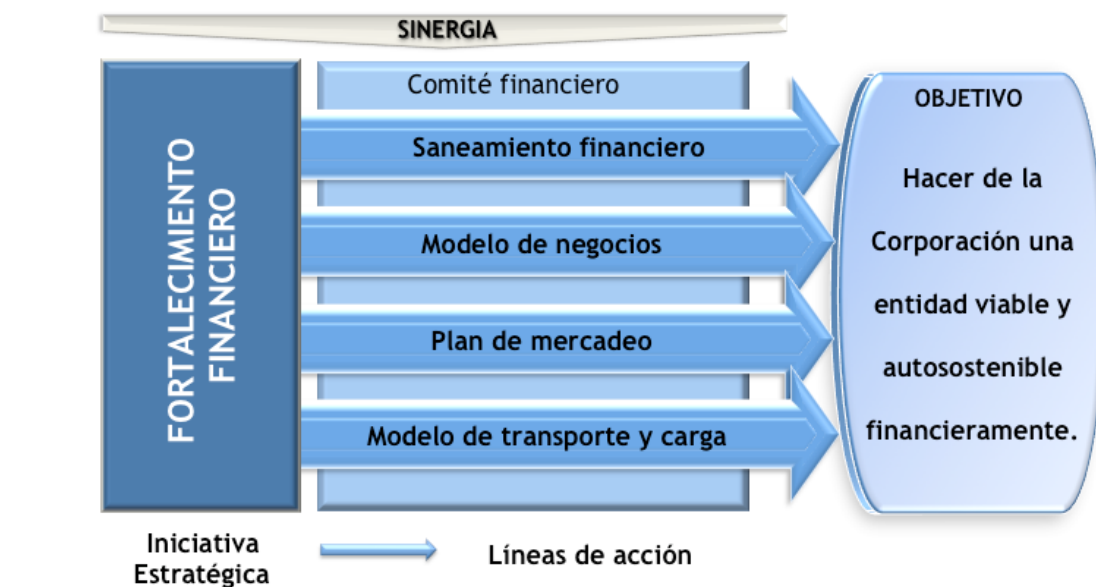 SINERGIA
Comité financiero
FORTALECIMIENTO
FINANCIERO
Saneamiento financiero
Modelo de negocios
Plan de mercadeo
Modelo de transporte y carga
OBJETIVO
Hacer de la
Corporación una
entidad viable y
autosostenible
financieramente.
Iniciativa
Estratégica
Líneas de acción